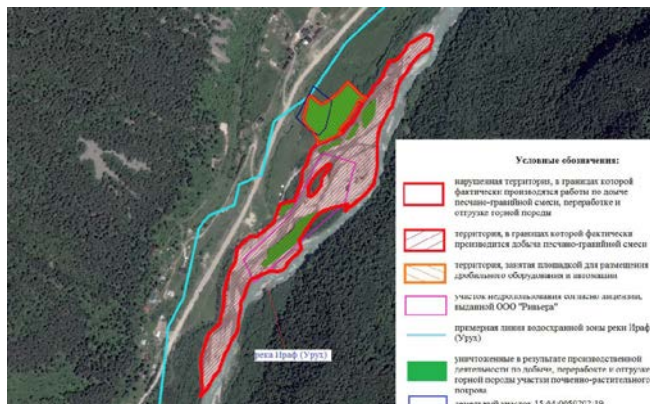 Условные обозначения:
нарушенная территория, в границах которой
фактически производятся работы по добыче
песчано-гравийной смеси, переработке и
отгрузке горной породы
территория, в границах которой фактически
производится добыча песчано-гравийной смеси
территория, занятая площадкой для размещения
дробильного оборудования и автомашин
участок недропользования согласно лицензии,
выданной ООО "Ривьера"
примерная линия водоохранной зоны реки Ираф
(Урух)
уничтоженные в результате производственной
деятельности по добыче, переработке и отгрузке
горной породы участки почвенно-растительного
покрова
река Ираф (Урух)